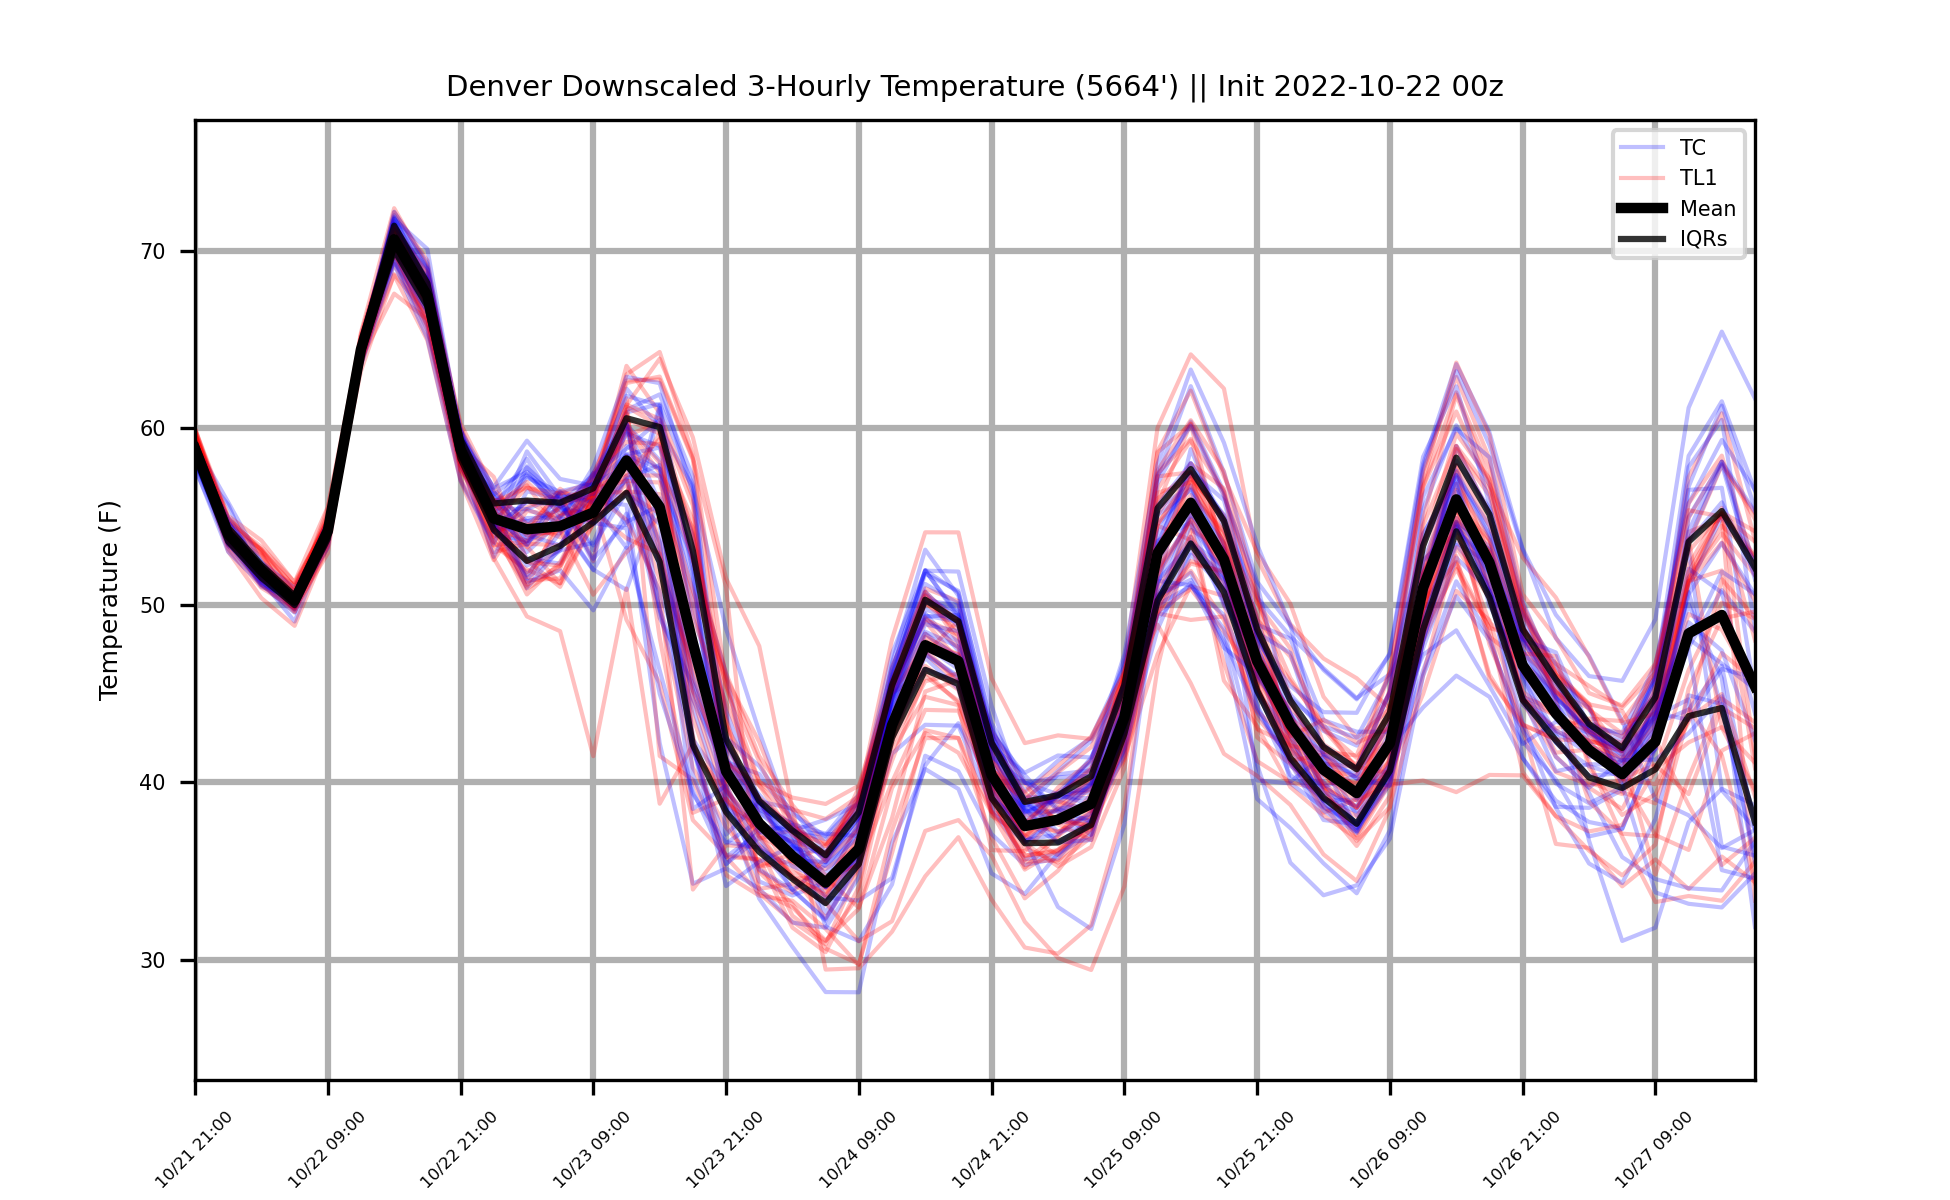 Denver Downscaled 3-Hourly Temperature (5664') || Init 2022-10-22 00z
TC
TL1
Mean
IQRs
Temperature (F)
70
60
50
40
30
10/21 21:00
10/22 09:00
10/22 21:00
10/23 09:00
10/23 21:00
10/24 09:00
10/24 21:00
10/25 09:00
10/25 21:00
10/26 09:00
10/26 21:00
10/27 09:00